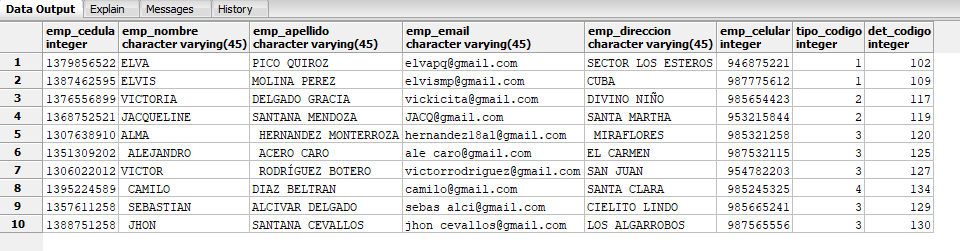 Data Output Explain Messages History
emp_cedula emp_nombre emp_apellido emp_email emp_direccion emp_celular tipo_codigo det_codigo
integer character varying(45) character varying(45) character varying(45) character varying(45) integer integer integer
1 1379856522 ELVA PICO QUIROZ elvapq@gmail.com SECTOR LOS ESTEROS 946875221 1 102
2 1387462595 ELVIS MOLINA PEREZ elvismp@gmail.com CUBA 987775612 1 109
3 1376556899 VICTORIA DELGADO GRACIA vickicita@gmail.com DIVINO NIÑO 985654423 2 117
4 1368752521 JACQUELINE SANTANA MENDOZA JACQ@gmail.com SANTA MARTHA 953215844 2 119
5 1307638910 ALMA HERNANDEZ MONTERROZA hernandez18al@gmail.com MIRAFLORES 985321258 3 120
6 1351309202 ALEJANDRO ACERO CARO ale_caro@gmail.com EL CARMEN 987532115 3 125
7 1306022012 VICTOR RODRÍGUEZ BOTERO victorrodriguez@gmail.com SAN JUAN 954782203 3 127
8 1395224589 CAMILO DIAZ BELTRAN camilo@gmail.com SANTA CLARA 985245325 4 134
9 1357611258 SEBASTIAN ALCIVAR DELGADO sebas_alci@gmail.com CIELITO LINDO 985665241 3 129
10 1388751258 JHON SANTANA CEVALLOS jhon_cevallos@gmail.com LOS ALGARROBOS 987565556 3 130